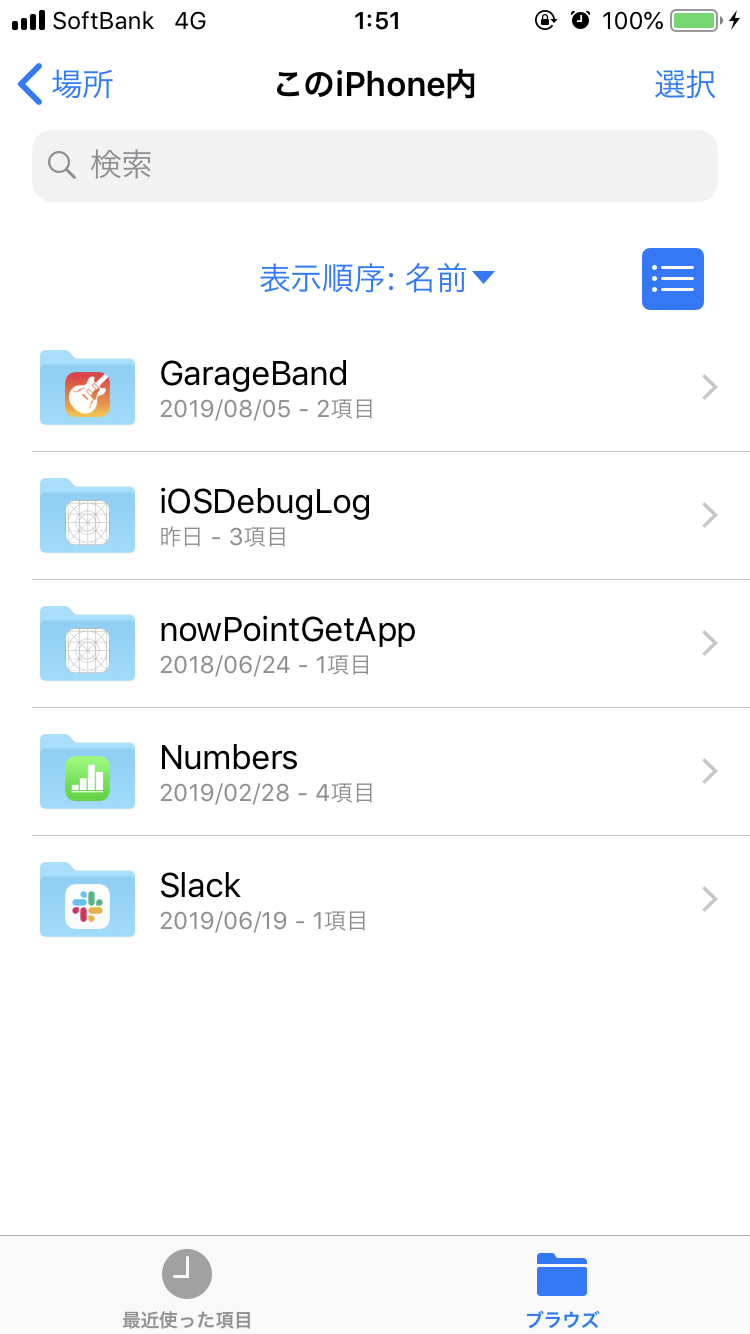 SoftBank 4G 1:51 100%
場所 このiPhone内 選択
検索
表示順序: 名前
GarageBand
2019/08/05 - 2項目
iOSDebugLog
昨日 - 3項目
nowPointGetApp
2018/06/24 - 1項目
Numbers
2019/02/28 - 4項目
Slack
2019/06/19 - 1項目
最近使った項目 ブラウズ